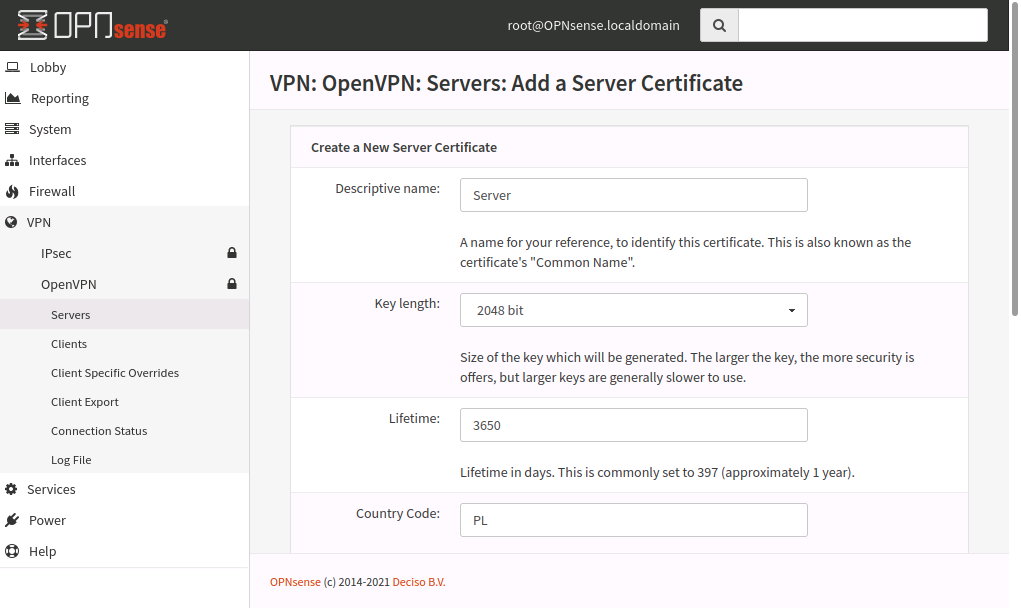 OPNsense®
root@OPNsense.localdomain
Lobby
Reporting
System
Interfaces
Firewall
VPN
IPsec
OpenVPN
Servers
Clients
Client Specific Overrides
Client Export
Connection Status
Log File
Services
Power
Help
VPN: OpenVPN: Servers: Add a Server Certificate
Create a New Server Certificate
Descriptive name:
Server
A name for your reference, to identify this certificate. This is also known as the
certificate's "Common Name".
Key length:
2048 bit
Size of the key which will be generated. The larger the key, the more security is
offers, but larger keys are generally slower to use.
Lifetime:
3650
Lifetime in days. This is commonly set to 397 (approximately 1 year).
Country Code:
PL
OPNsense (c) 2014-2021 Deciso B.V.